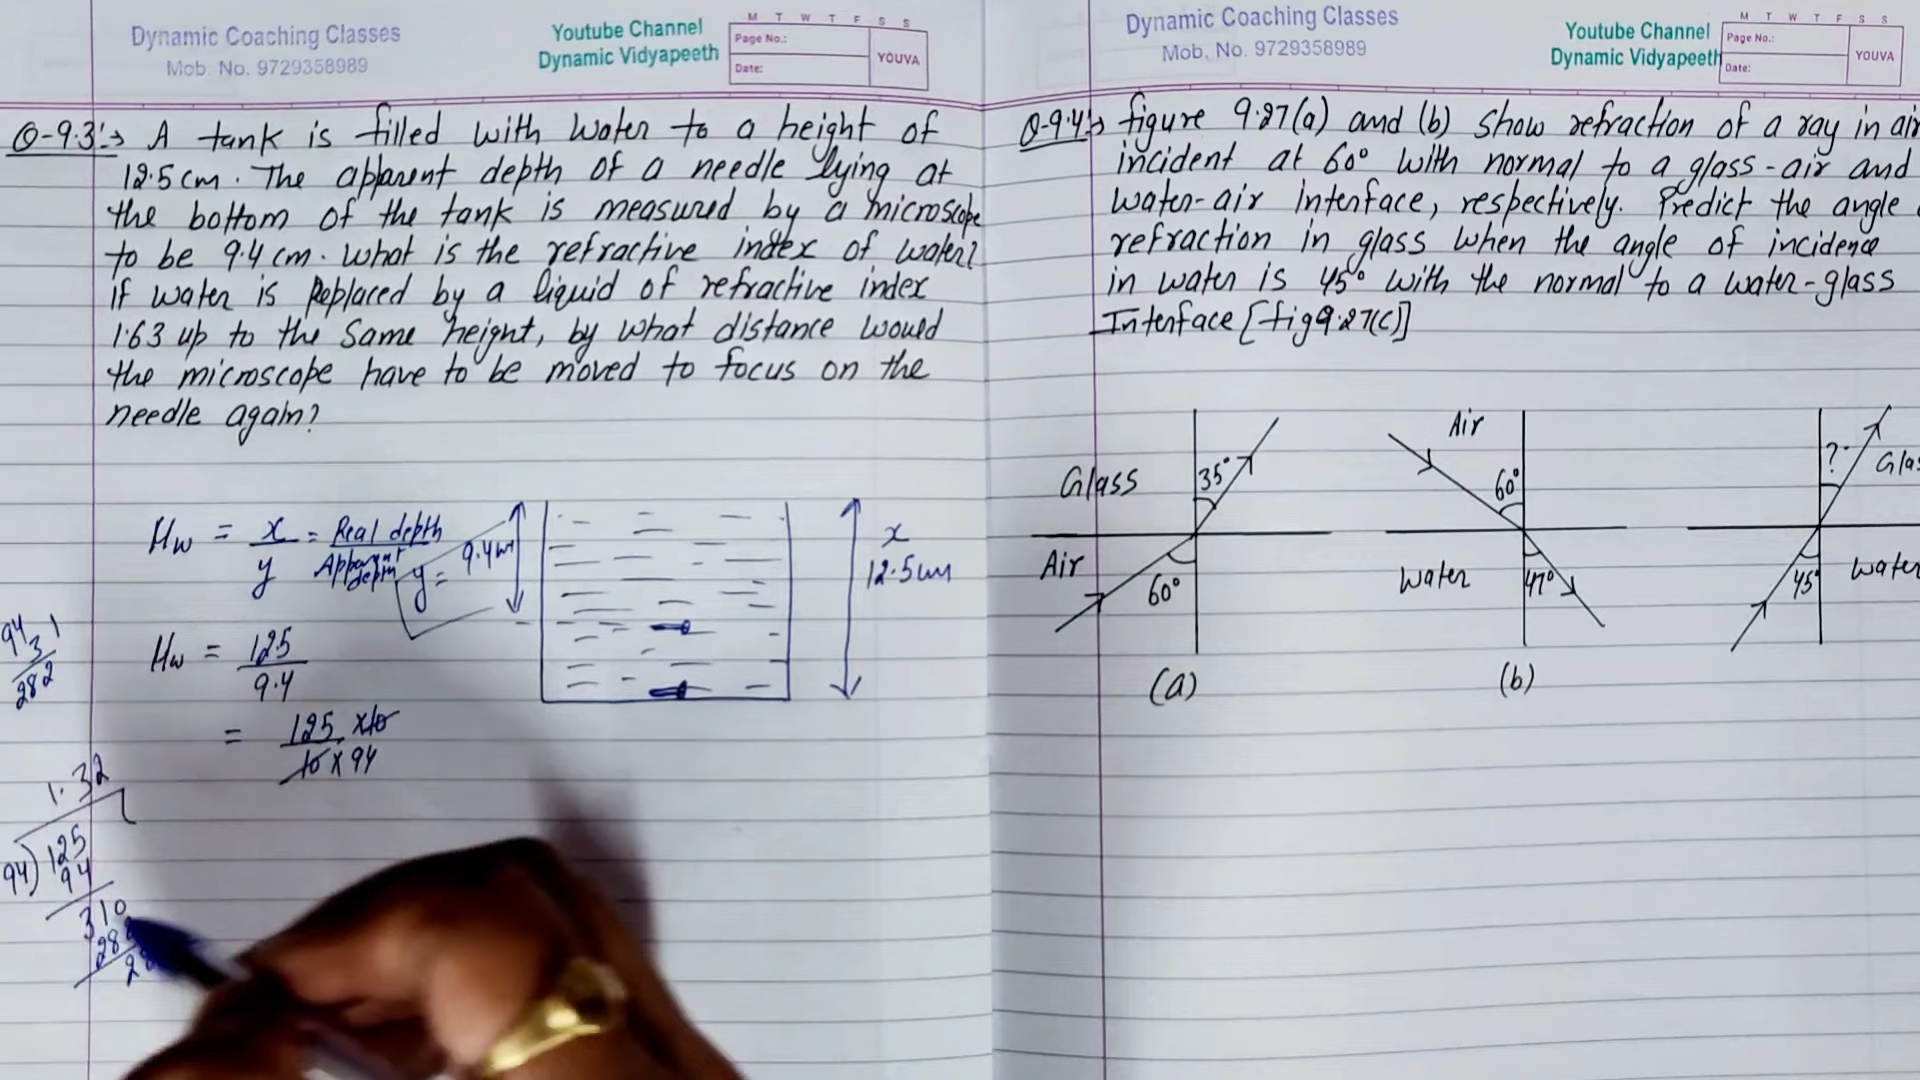 Dynamic Coaching Classes
Mob. No. 9729358989
Youtube Channel
Dynamic Vidyapeeth
M T W T F S S
Page No.:
Date:
YOUVA
Q-9.3:→ A tank is filled with water to a height of
12.5 cm. The apparent depth of a needle lying at
the bottom of the tank is measured by a microscope
to be 9.4 cm. What is the refractive index of water?
if water is Replaced by a liquid of refractive index
1.63 up to the same height, by what distance would
the microscope have to be moved to focus on the
needle again?
μw = x/y = Real depth/Apparent depth
y = 9.4cm
x
12.5cm
μw = 12.5/9.4
= 125 x10/10 x 94
94
3
282
1.32
94)125
94
310
Dynamic Coaching Classes
Mob. No. 9729358989
Youtube Channel
Dynamic Vidyapeeth
M T W T F S S
Page No.:
Date:
YOUVA
Q-9.4:→ figure 9.27(a) and (b) show refraction of a ray in air
incident at 60° with normal to a glass-air and
water-air interface, respectively. Predict the angle
refraction in glass when the angle of incidence
in water is 45° with the normal to a water-glass
Interface [fig 9.27(c)]
Glass
35°
Air
60°
(a)
Air
60°
Water
47°
(b)
?
45°
Water